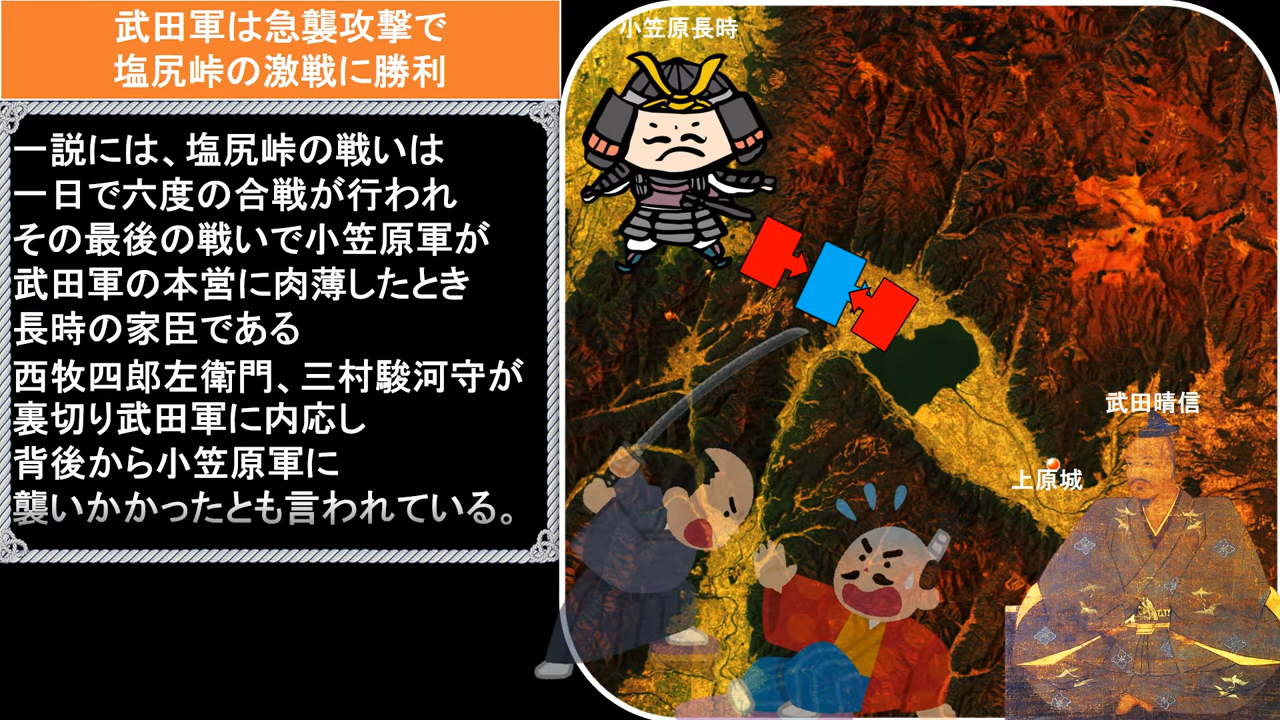 武田軍は急襲攻撃で
塩尻峠の激戦に勝利
一説には、塩尻峠の戦いは
一日で六度の合戦が行われ
その最後の戦いで小笠原軍が
武田軍の本営に肉薄したとき
長時の家臣である
西牧四郎左衛門、三村駿河守が
裏切り武田軍に内応し
背後から小笠原軍に
襲いかかったとも言われている。
小笠原長時
武田晴信
上原城